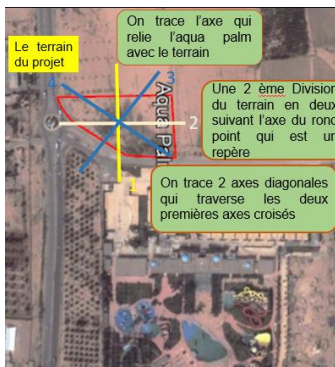 On trace l'axe qui
relie l'aqua palm
avec le terrain
Le terrain
du projet
3
4
Aqua Palm
Une 2 ème Division
du terrain en deux
suivant l'axe du rond
point qui est un
repère
2
1
On trace 2 axes diagonales
qui traverse les deux
premières axes croisés